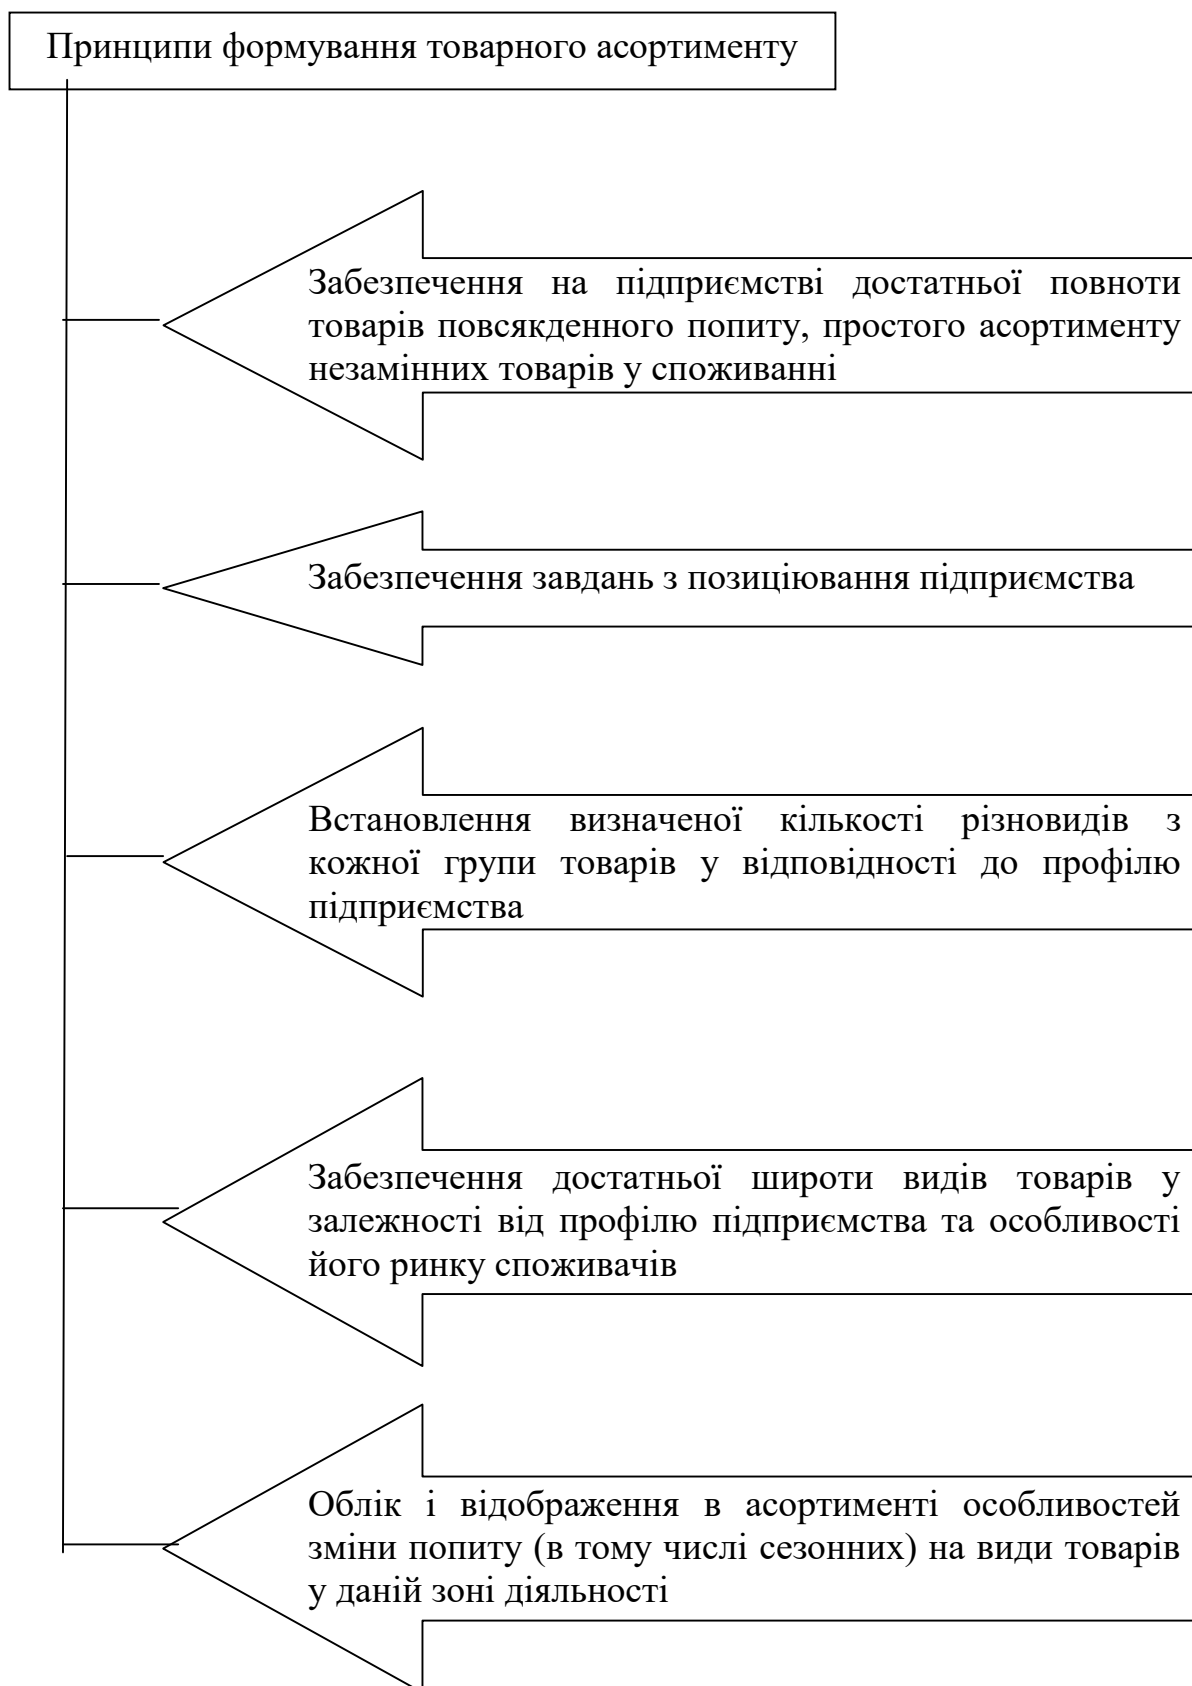 Принципи формування товарного асортименту
Забезпечення на підприємстві достатньої повноти
товарів повсякденного попиту, простого асортименту
незамінних товарів у споживанні
Забезпечення завдань з позиціювання підприємства
Встановлення визначеної кількості різновидів з
кожної групи товарів у відповідності до профілю
підприємства
Забезпечення достатньої широти видів товарів у
залежності від профілю підприємства та особливості
його ринку споживачів
Облік і відображення в асортименті особливостей
зміни попиту (в тому числі сезонних) на види товарів
у даній зоні діяльності